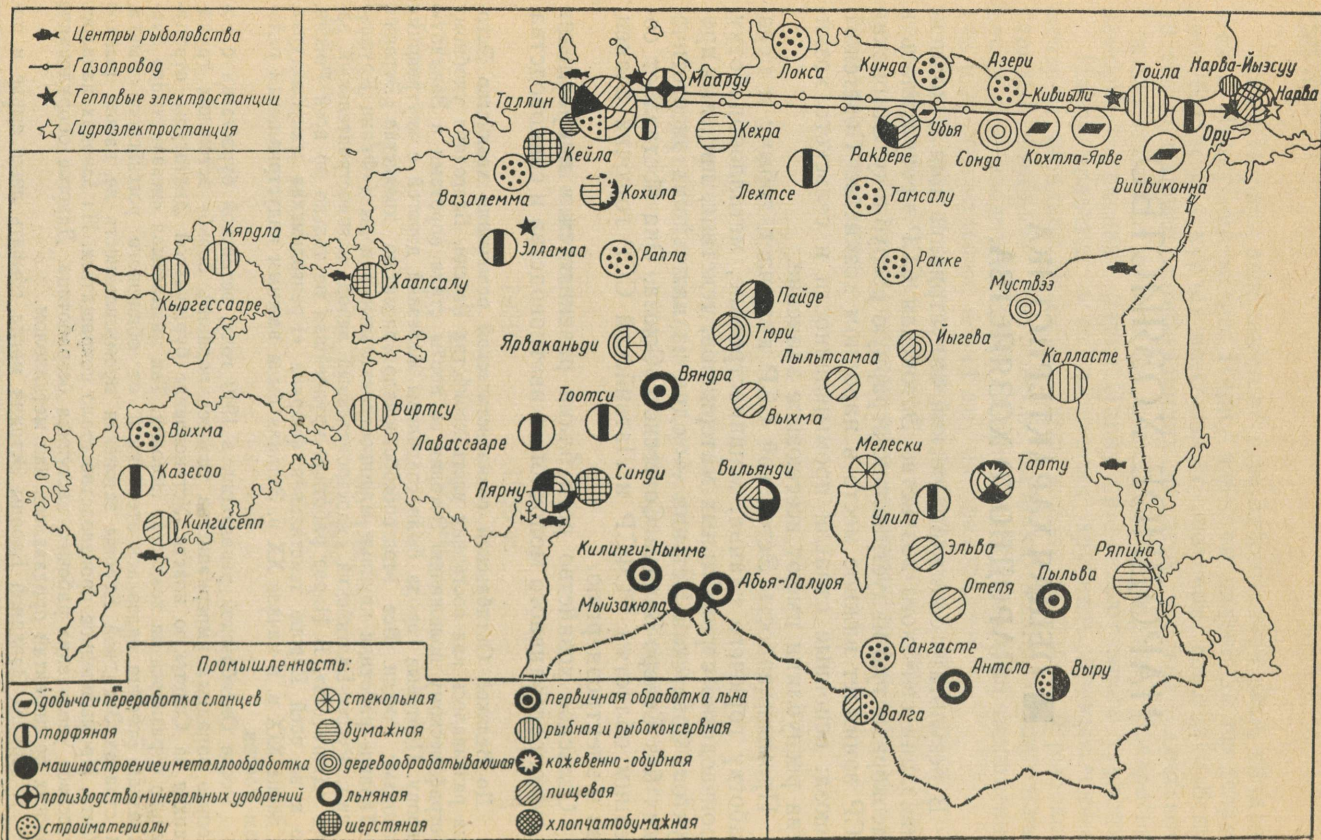 Центры рыболовства
Газопровод
Тепловые электростанции
Гидроэлектростанция
Локса
Кунда
Азери
Тойла
Нарва-Йыэсуу
Нарва
Маарду
Таллин
Кивиыли
Ору
Кехра
Убья
Раквере
Сонда
Кохтла-Ярве
Вийвиконна
Кейла
Вазалемма
Кохила
Лехтсе
Тамсалу
Кярдла
Элламаа
Рапла
Ракке
Хаапсалу
Кыргессааре
Муствээ
Пайде
Тюри
Ярваканьди
Йыгева
Пыльтсамаа
Калласте
Вяндра
Виртсу
Тоотси
Выхма
Выхма
Лавассааре
Мелески
Казесоо
Синди
Вильянди
Тарту
Пярну
Улила
Кингисепп
Эльва
Ряпина
Килинги-Нымме
Абья-Палуоя
Отепя
Пыльва
Мыйзакюла
Сангасте
Антсла
Выру
Валга
Промышленность:
добыча и переработка сланцев
торфяная
машиностроение и металлообработка
производство минеральных удобрений
стройматериалы
стекольная
бумажная
деревообрабатывающая
льняная
шерстяная
первичная обработка льна
рыбная и рыбоконсервная
кожевенно-обувная
пищевая
хлопчатобумажная